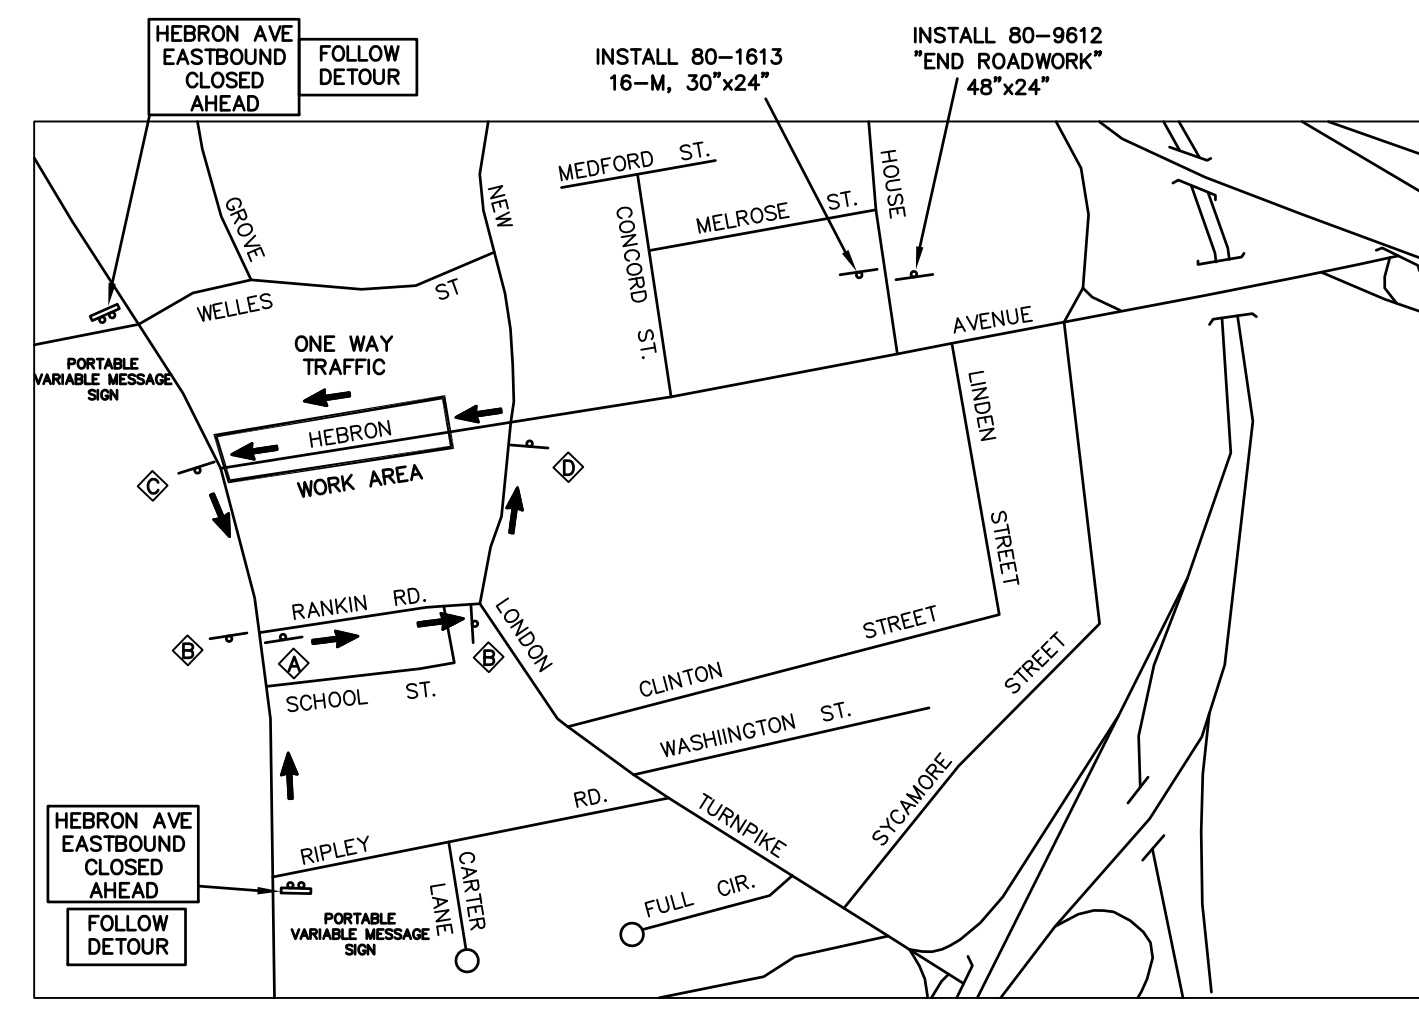 HEBRON AVE
EASTBOUND
CLOSED
AHEAD
FOLLOW
DETOUR
INSTALL 80-1613
16-M, 30"x24"
INSTALL 80-9612
"END ROADWORK"
48"x24"
GROVE
NEW
MEDFORD ST.
CONCORD ST.
MELROSE ST.
HOUSE
WELLES ST
AVENUE
ONE WAY
TRAFFIC
PORTABLE
VARIABLE MESSAGE
SIGN
HEBRON
WORK AREA
C
D
LINDEN STREET
RANKIN RD.
LONDON
B
A
B
SCHOOL ST.
CLINTON STREET
WASHIINGTON ST.
SYCAMORE STREET
TURNPIKE
RIPLEY RD.
CARTER
LANE
FULL CIR.
HEBRON AVE
EASTBOUND
CLOSED
AHEAD
FOLLOW
DETOUR
PORTABLE
VARIABLE MESSAGE
SIGN